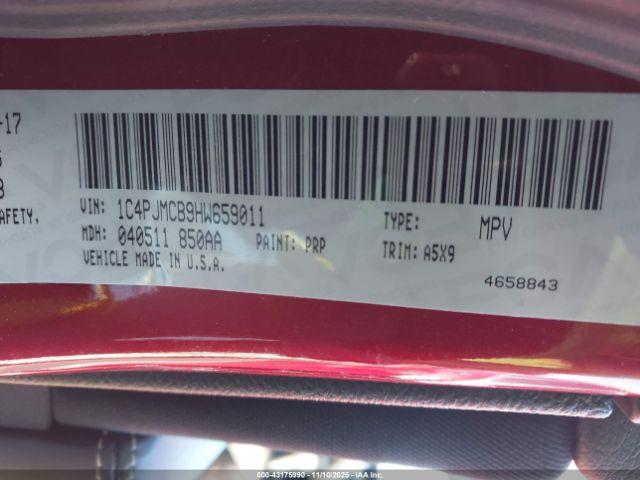 -17
AFETY,
VIN: 1C4PJMCB9HW659011
TYPE: MPV
MDH: 040511 850AA PAINT: PRP
TRIM: A5X9
VEHICLE MADE IN U.S.A.
4658843
000-43175990 - 11/10/2025 - IAA Inc.